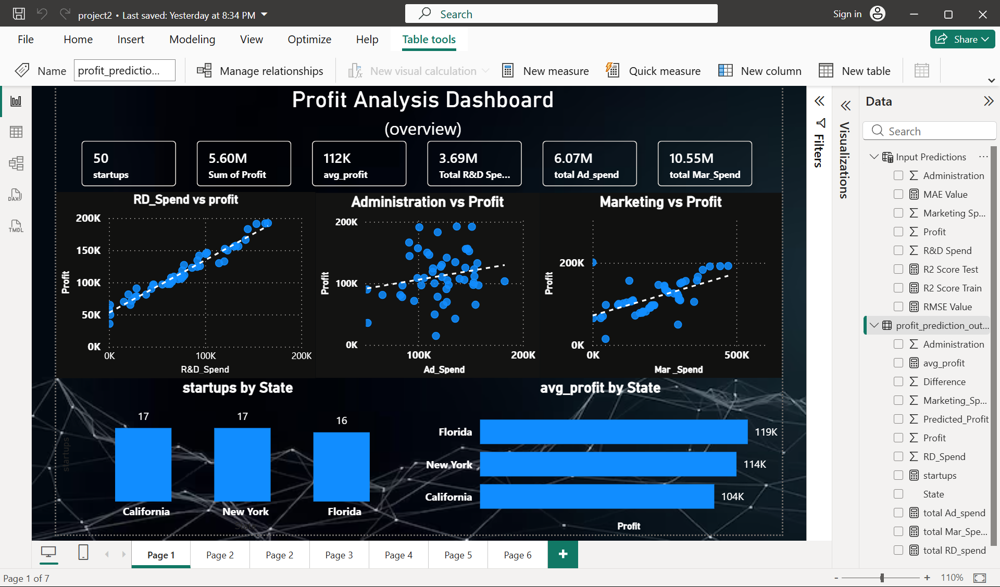 project2 • Last saved: Yesterday at 8:34 PM
Search
Sign in
File Home Insert Modeling View Optimize Help Table tools
Share
Name profit_predictio...
Manage relationships
New visual calculation
New measure
Quick measure
New column
New table
Profit Analysis Dashboard
(overview)
50
startups
5.60M
Sum of Profit
112K
avg_profit
3.69M
Total R&D Spe...
6.07M
total Ad_spend
10.55M
total Mar_Spend
RD_Spend vs profit
200K
150K
100K
50K
0K
Profit
0K 100K 200K
R&D_Spend
Administration vs Profit
200K
100K
0K
Profit
100K 200K
Ad_Spend
Marketing vs Profit
200K
0K
Profit
0K 500K
Mar _Spend
startups by State
startups
17 17 16
California New York Florida
State
avg_profit by State
Florida 119K
New York 114K
California 104K
Profit
DAX
TMDL
Filters
Visualizations
Data
Search
Input Predictions ...
Administration
MAE Value
Marketing Sp...
Profit
R&D Spend
R2 Score Test
R2 Score Train
RMSE Value
profit_prediction_out...
Administration
avg_profit
Difference
Marketing_Sp...
Predicted_Profit
Profit
RD_Spend
startups
State
total Ad_spend
total Mar_Spe...
total RD_spend
Page 1 Page 2 Page 2 Page 3 Page 4 Page 5 Page 6 +
Page 1 of 7
- + 110%